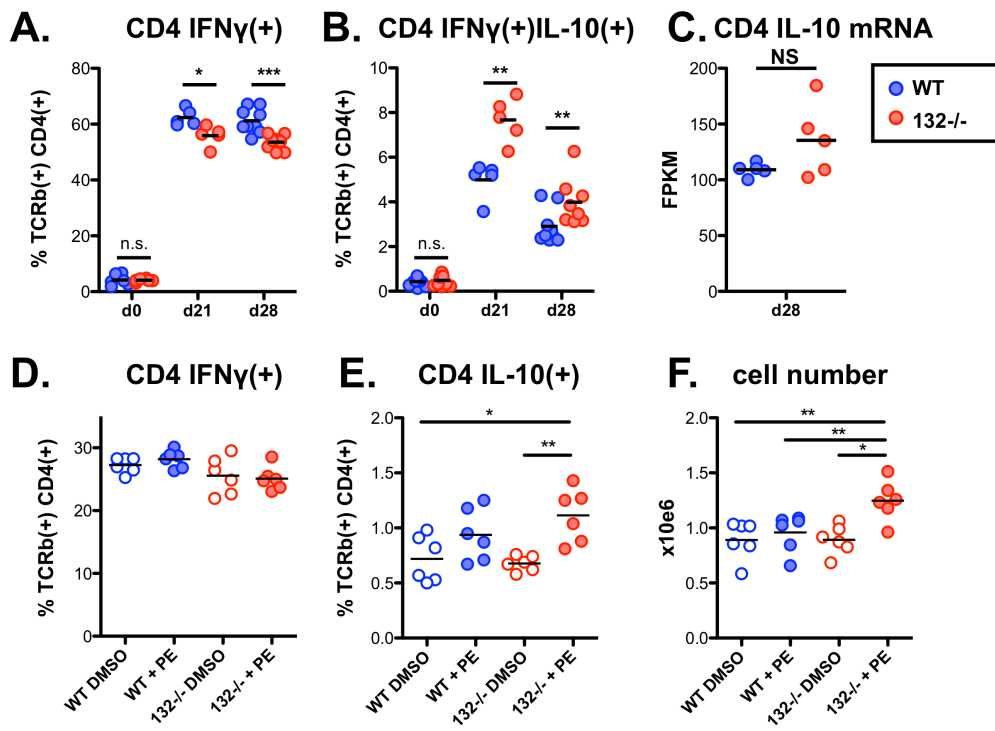 A. CD4 IFNγ(+)
% TCRb(+) CD4(+)
80
60
40
20
0
*
***
n.s.
d0 d21 d28
B. CD4 IFNγ(+)IL-10(+)
% TCRb(+) CD4(+)
10
8
6
4
2
0
**
**
n.s.
d0 d21 d28
C. CD4 IL-10 mRNA
FPKM
200
150
100
50
0
NS
d28
WT
132-/-
D. CD4 IFNγ(+)
% TCRb(+) CD4(+)
30
20
10
0
WT DMSO
WT + PE
132-/- DMSO
132-/- + PE
E. CD4 IL-10(+)
% TCRb(+) CD4(+)
2.0
1.5
1.0
0.5
0.0
*
**
WT DMSO
WT + PE
132-/- DMSO
132-/- + PE
F. cell number
x10e6
2.0
1.5
1.0
0.5
0.0
**
**
*
WT DMSO
WT + PE
132-/- DMSO
132-/- + PE